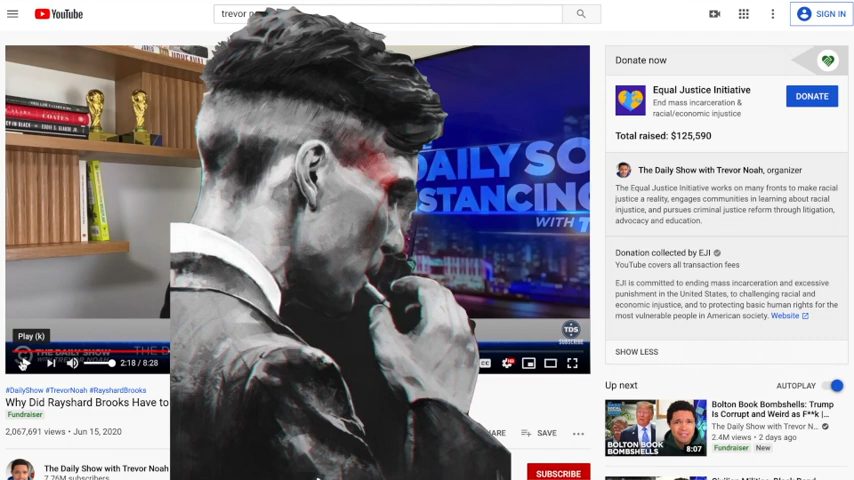 YouTube
trevor
SIGN IN
COATES
DAILY SO
STANCING
WITH
Play (k)
THE DAILY SHOW
TDS
SUBSCRIBE
2:18 / 8:28
#DailyShow #TrevorNoah #RayshardBrooks
Why Did Rayshard Brooks Have to
Fundraiser
2,067,691 views • Jun 15, 2020
HARE
SAVE
The Daily Show with Trevor Noah
7.76M subscribers
SUBSCRIBE
Donate now
Equal Justice Initiative
End mass incarceration &
racial/economic injustice
DONATE
Total raised: $125,590
The Daily Show with Trevor Noah, organizer
The Equal Justice Initiative works on many fronts to make racial
justice a reality, engages communities in learning about racial
injustice, and pursues criminal justice reform through litigation,
advocacy and education.
Donation collected by EJI
YouTube covers all transaction fees
EJI is committed to ending mass incarceration and excessive
punishment in the United States, to challenging racial and
economic injustice, and to protecting basic human rights for the
most vulnerable people in American society. Website
SHOW LESS
Up next
AUTOPLAY
BOLTON BOOK
BOMBSHELLS:
8:07
Bolton Book Bombshells: Trump
Is Corrupt and Weird as F**k |...
The Daily Show with Trevor N...
2.4M views • 2 days ago
Fundraiser
New